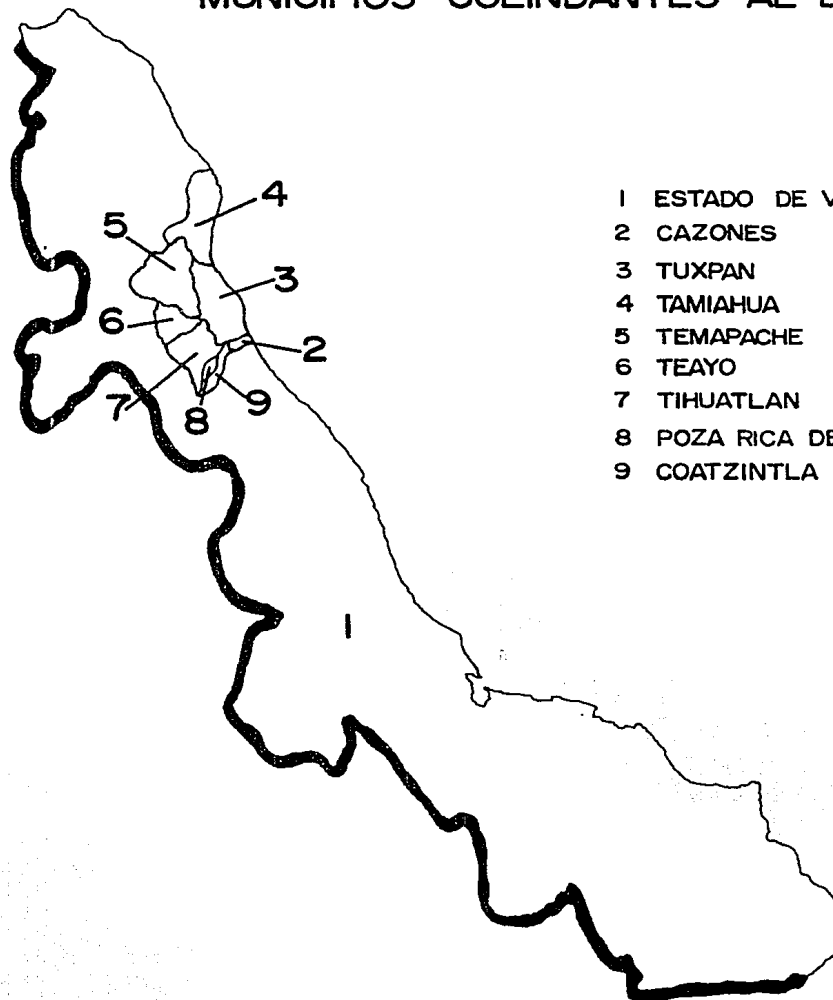 MUNICIPIOS COLINDANTES AL
4
5
3
6
2
7
8
9
1
1 ESTADO DE
2 CAZONES
3 TUXPAN
4 TAMIAHUA
5 TEMAPACHE
6 TEAYO
7 TIHUATLAN
8 POZA RICA DE
9 COATZINTLA